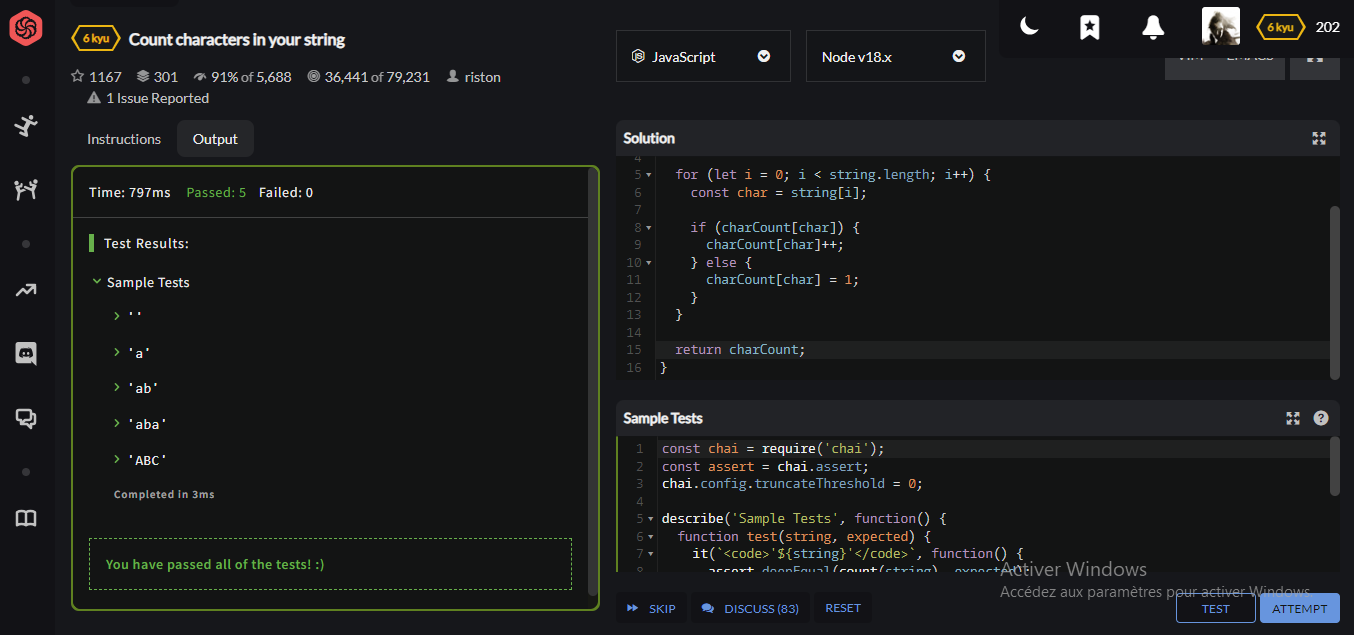 6 kyu Count characters in your string
6 kyu 202
1167 301 91% of 5,688 36,441 of 79,231 riston
1 Issue Reported
JavaScript
Node v18.x
VIM EMACS
Instructions Output
Time: 797ms Passed: 5 Failed: 0
Test Results:
Sample Tests
''
'a'
'ab'
'aba'
'ABC'
Completed in 3ms
You have passed all of the tests! :)
Solution
4
5 for (let i = 0; i < string.length; i++) {
6 const char = string[i];
7
8 if (charCount[char]) {
9 charCount[char]++;
10 } else {
11 charCount[char] = 1;
12 }
13 }
14
15 return charCount;
16 }
Sample Tests
1 const chai = require('chai');
2 const assert = chai.assert;
3 chai.config.truncateThreshold = 0;
4
5 describe('Sample Tests', function() {
6 function test(string, expected) {
7 it(`<code>'${string}'</code>`, function() {
8 assert.deepEqual(count(string), expected);
Activer Windows
Accédez aux paramètres pour activer Windows.
SKIP DISCUSS (83) RESET
TEST ATTEMPT